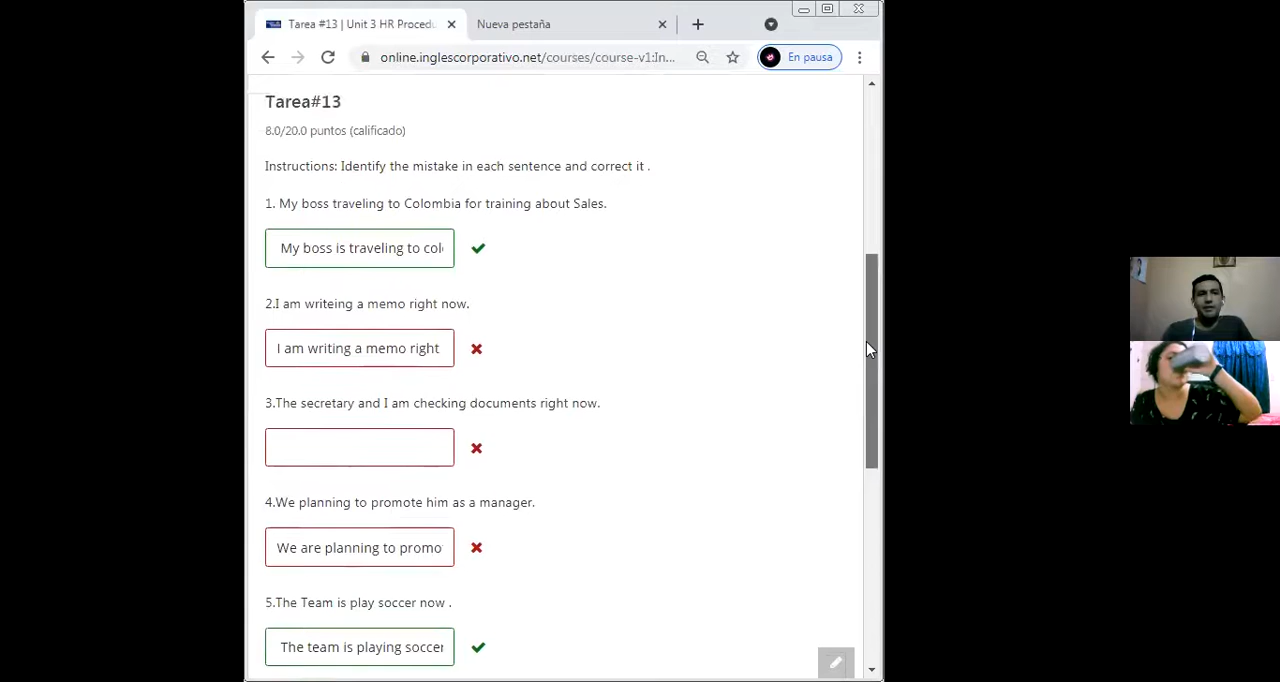 Tarea #13 | Unit 3 HR Procedu
Nueva pestaña
online.inglescorporativo.net/courses/course-v1:In...
En pausa
Tarea#13
8.0/20.0 puntos (calificado)
Instructions: Identify the mistake in each sentence and correct it .
1. My boss traveling to Colombia for training about Sales.
My boss is traveling to col
2.I am writeing a memo right now.
I am writing a memo right
3.The secretary and I am checking documents right now.
4.We planning to promote him as a manager.
We are planning to promo
5.The Team is play soccer now .
The team is playing soccer